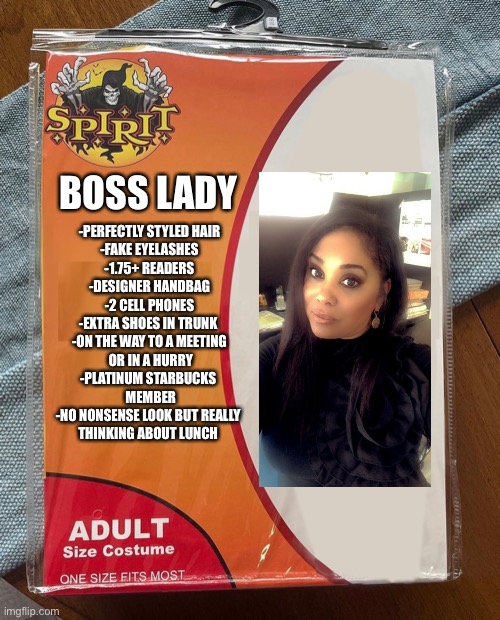 SPIRIT
BOSS LADY
-PERFECTLY STYLED HAIR
-FAKE EYELASHES
-1.75+ READERS
-DESIGNER HANDBAG
-2 CELL PHONES
-EXTRA SHOES IN TRUNK
-ON THE WAY TO A MEETING
OR IN A HURRY
-PLATINUM STARBUCKS
MEMBER
-NO NONSENSE LOOK BUT REALLY
THINKING ABOUT LUNCH
ADULT
Size Costume
ONE SIZE FITS MOST
imgflip.com